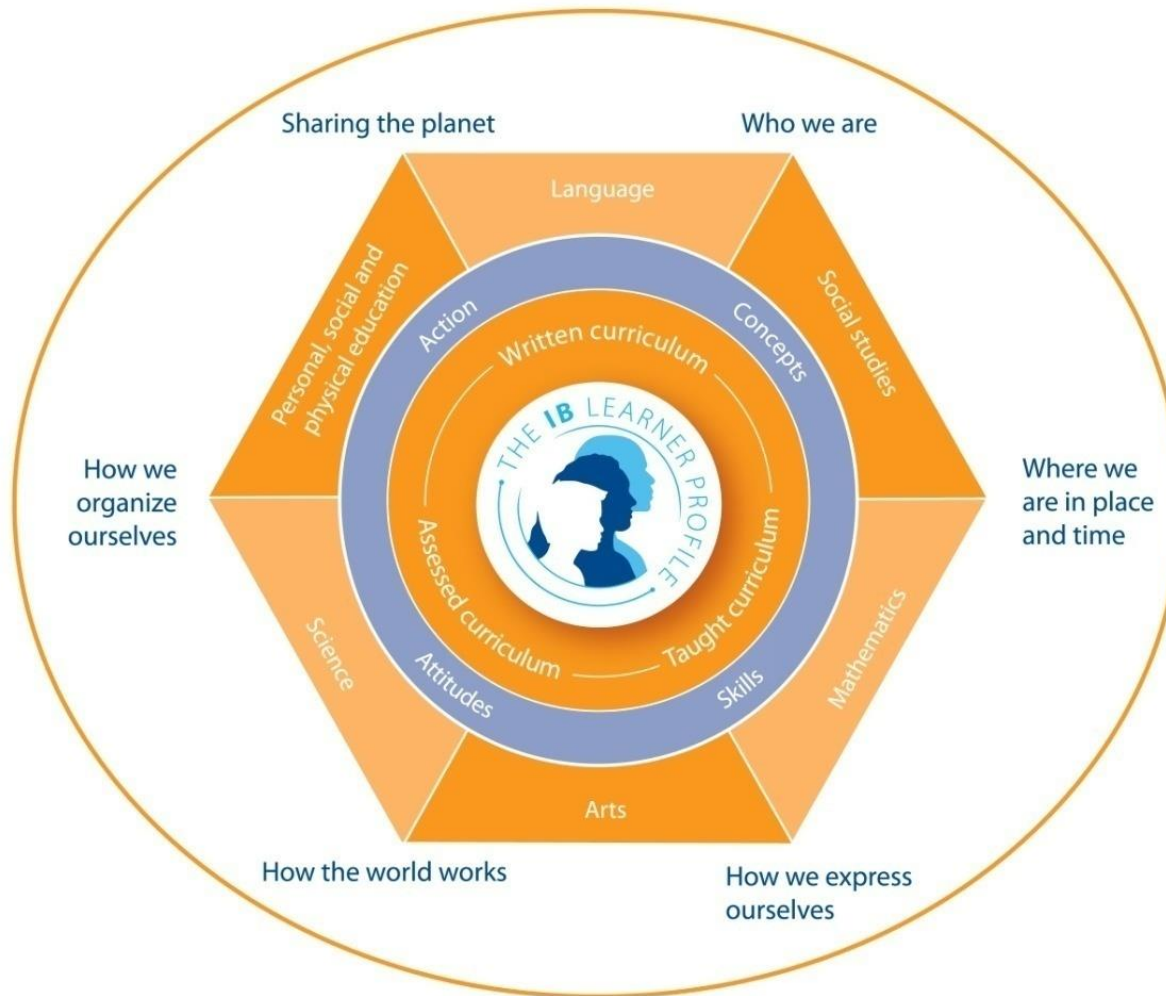 Sharing the planet
Who we are
Language
Personal, social and
physical education
Social studies
Action
Concepts
Written curriculum
THE IB LEARNER PROFILE
How we
organize
ourselves
Where we
are in place
and time
Assessed curriculum
Taught curriculum
Science
Mathematics
Attitudes
Skills
Arts
How the world works
How we express
ourselves